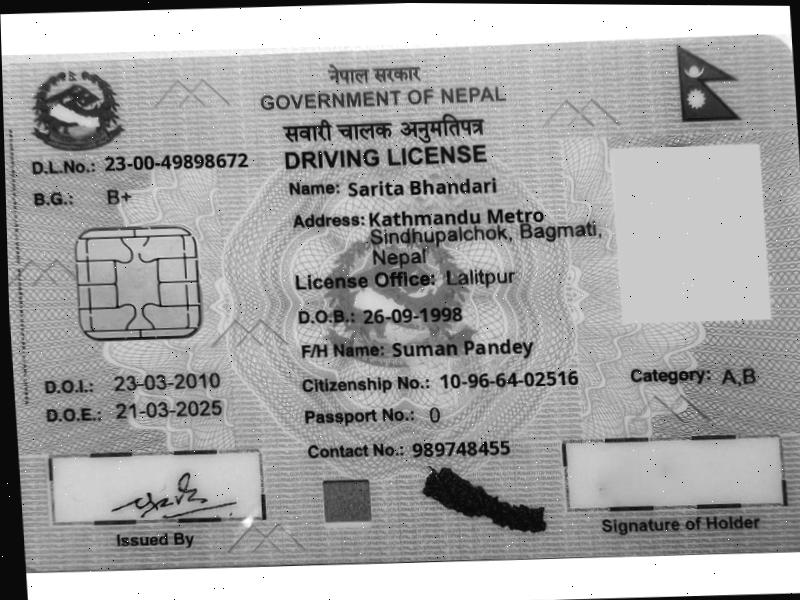 नेपाल सरकार
GOVERNMENT OF NEPAL
सवारी चालक अनुमतिपत्र
DRIVING LICENSE
D.L.No.: 23-00-49898672
B.G.: B+
Name: Sarita Bhandari
Address: Kathmandu Metro
Sindhupalchok, Bagmati,
Nepal
License Office: Lalitpur
D.O.B.: 26-09-1998
F/H Name: Suman Pandey
D.O.I.: 23-03-2010
Citizenship No.: 10-96-64-02516
Category: A,B
D.O.E.: 21-03-2025
Passport No.: 0
Contact No.: 989748455
Issued By
Signature of Holder